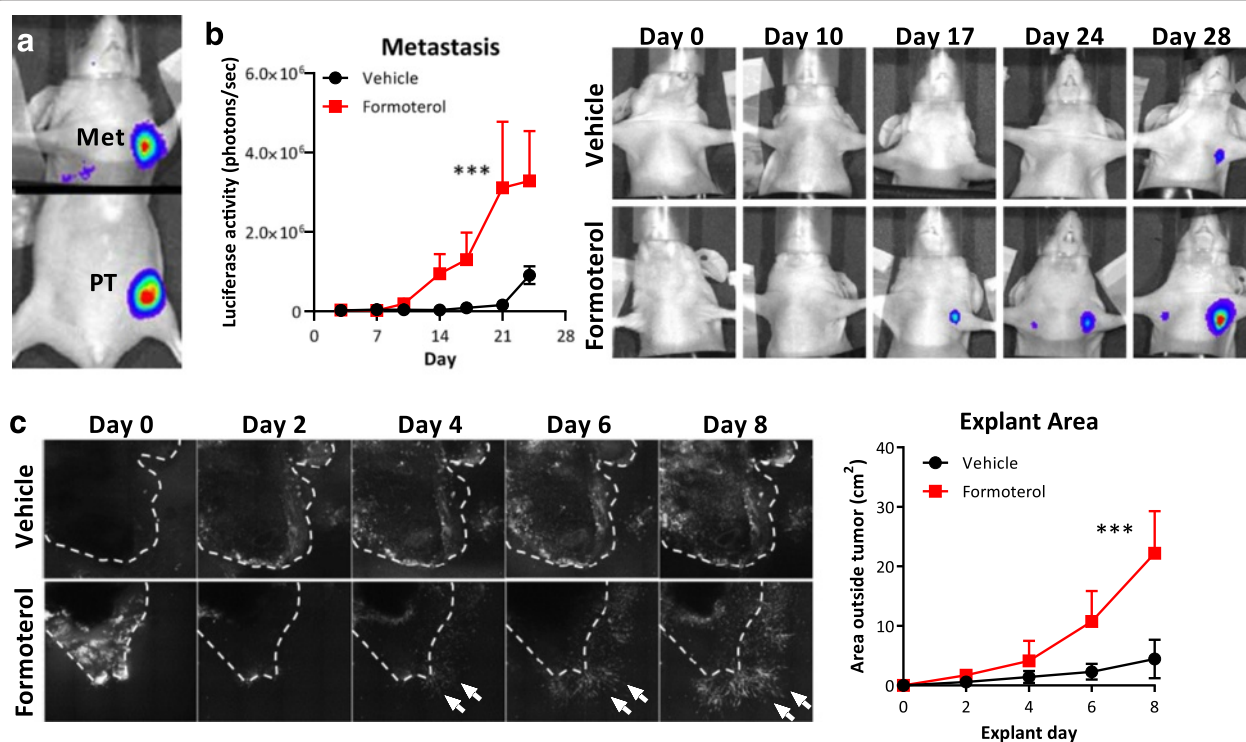 a
Met
PT
b
Metastasis
Luciferase activity (photons/sec)
6.0×10⁶
4.0×10⁶
2.0×10⁶
0
Vehicle
Formoterol
***
0 7 14 21 28
Day
Day 0 Day 10 Day 17 Day 24 Day 28
Vehicle
Formoterol
c
Day 0 Day 2 Day 4 Day 6 Day 8
Vehicle
Formoterol
Explant Area
Area outside tumor (cm²)
40
30
20
10
0
Vehicle
Formoterol
***
0 2 4 6 8
Explant day